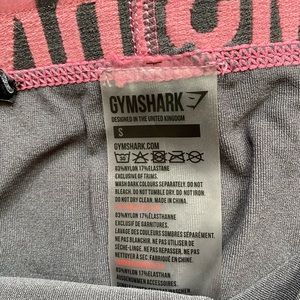 GYMSHARK
DESIGNED IN THE UNITED KINGDOM
S
GYMSHARK.COM
83%NYLON 17%ELASTANE
EXCLUSIVE OF TRIMS.
WASH DARK COLOURS SEPARATELY. DO NOT
BLEACH. DO NOT TUMBLE DRY. DO NOT IRON.
DO NOT DRY CLEAN. MADE IN CHINA.
83%NYLON 17%ELASTHANNE
EXCLUSIF DE GARNITURES.
LAVAGE DES COULEURS SOMBRES SÉPARÉMENT.
NE PAS BLANCHIR. NE PAS UTILISER DE
SÈCHE-LINGE. NE PAS REPASSER. NE PAS
NETTOYER À SEC. FABRIQUÉ EN CHINE.
83%NYLON 17%ELASTHAN